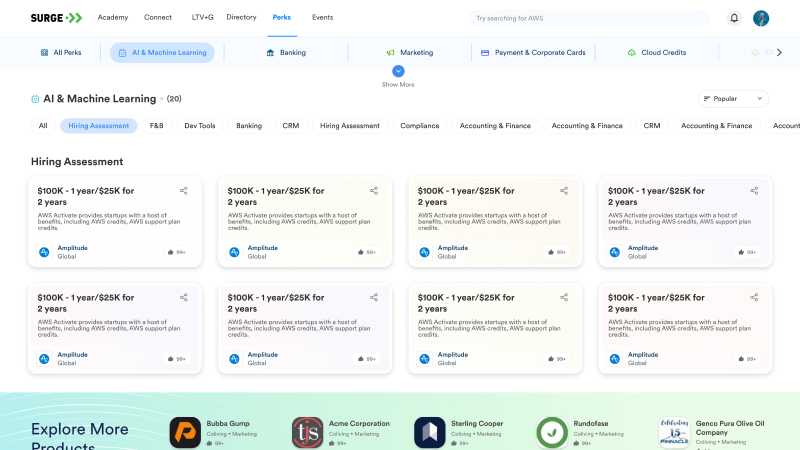 SURGE
Academy
Connect
LTV+G
Directory
Perks
Events
Try searching for AWS
All Perks
AI & Machine Learning
Banking
Marketing
Payment & Corporate Cards
Cloud Credits
Show More
AI & Machine Learning • (20)
Popular
All
Hiring Assessment
F&B
Dev Tools
Banking
CRM
Hiring Assessment
Compliance
Accounting & Finance
Accounting & Finance
CRM
Accounting & Finance
Hiring Assessment
$100K - 1 year/$25K for
2 years
AWS Activate provides startups with a host of
benefits, including AWS credits, AWS support plan
credits.
Amplitude
Global
99+
$100K - 1 year/$25K for
2 years
AWS Activate provides startups with a host of
benefits, including AWS credits, AWS support plan
credits.
Amplitude
Global
99+
$100K - 1 year/$25K for
2 years
AWS Activate provides startups with a host of
benefits, including AWS credits, AWS support plan
credits.
Amplitude
Global
99+
$100K - 1 year/$25K for
2 years
AWS Activate provides startups with a host of
benefits, including AWS credits, AWS support plan
credits.
Amplitude
Global
99+
$100K - 1 year/$25K for
2 years
AWS Activate provides startups with a host of
benefits, including AWS credits, AWS support plan
credits.
Amplitude
Global
99+
$100K - 1 year/$25K for
2 years
AWS Activate provides startups with a host of
benefits, including AWS credits, AWS support plan
credits.
Amplitude
Global
99+
$100K - 1 year/$25K for
2 years
AWS Activate provides startups with a host of
benefits, including AWS credits, AWS support plan
credits.
Amplitude
Global
99+
$100K - 1 year/$25K for
2 years
AWS Activate provides startups with a host of
benefits, including AWS credits, AWS support plan
credits.
Amplitude
Global
99+
Explore More
Products
Bubba Gump
Coliving • Marketing
99+
tjs
Acme Corporation
Coliving • Marketing
99+
Sterling Cooper
Coliving • Marketing
99+
Rundofase
Coliving • Marketing
99+
Celebrating
15
PINNACLE
Genco Pura Olive Oil
Company
Coliving • Marketing